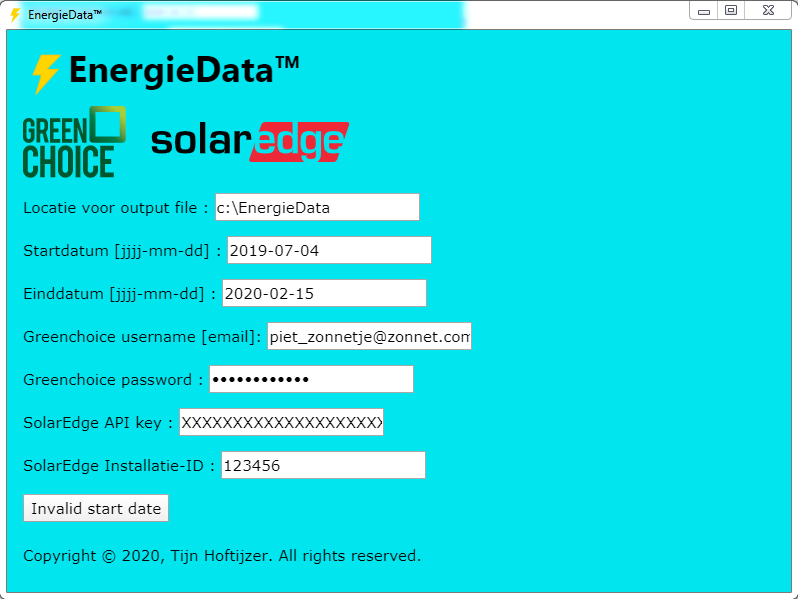 EnergieData™
EnergieData™
GREEN
CHOICE
solaredge
Locatie voor output file : c:\EnergieData
Startdatum [jjjj-mm-dd] : 2019-07-04
Einddatum [jjjj-mm-dd] : 2020-02-15
Greenchoice username [email]: piet_zonnetje@zonnet.com
Greenchoice password : ••••••••••••
SolarEdge API key : XXXXXXXXXXXXXXXXXXXX
SolarEdge Installatie-ID : 123456
Invalid start date
Copyright © 2020, Tijn Hoftijzer. All rights reserved.